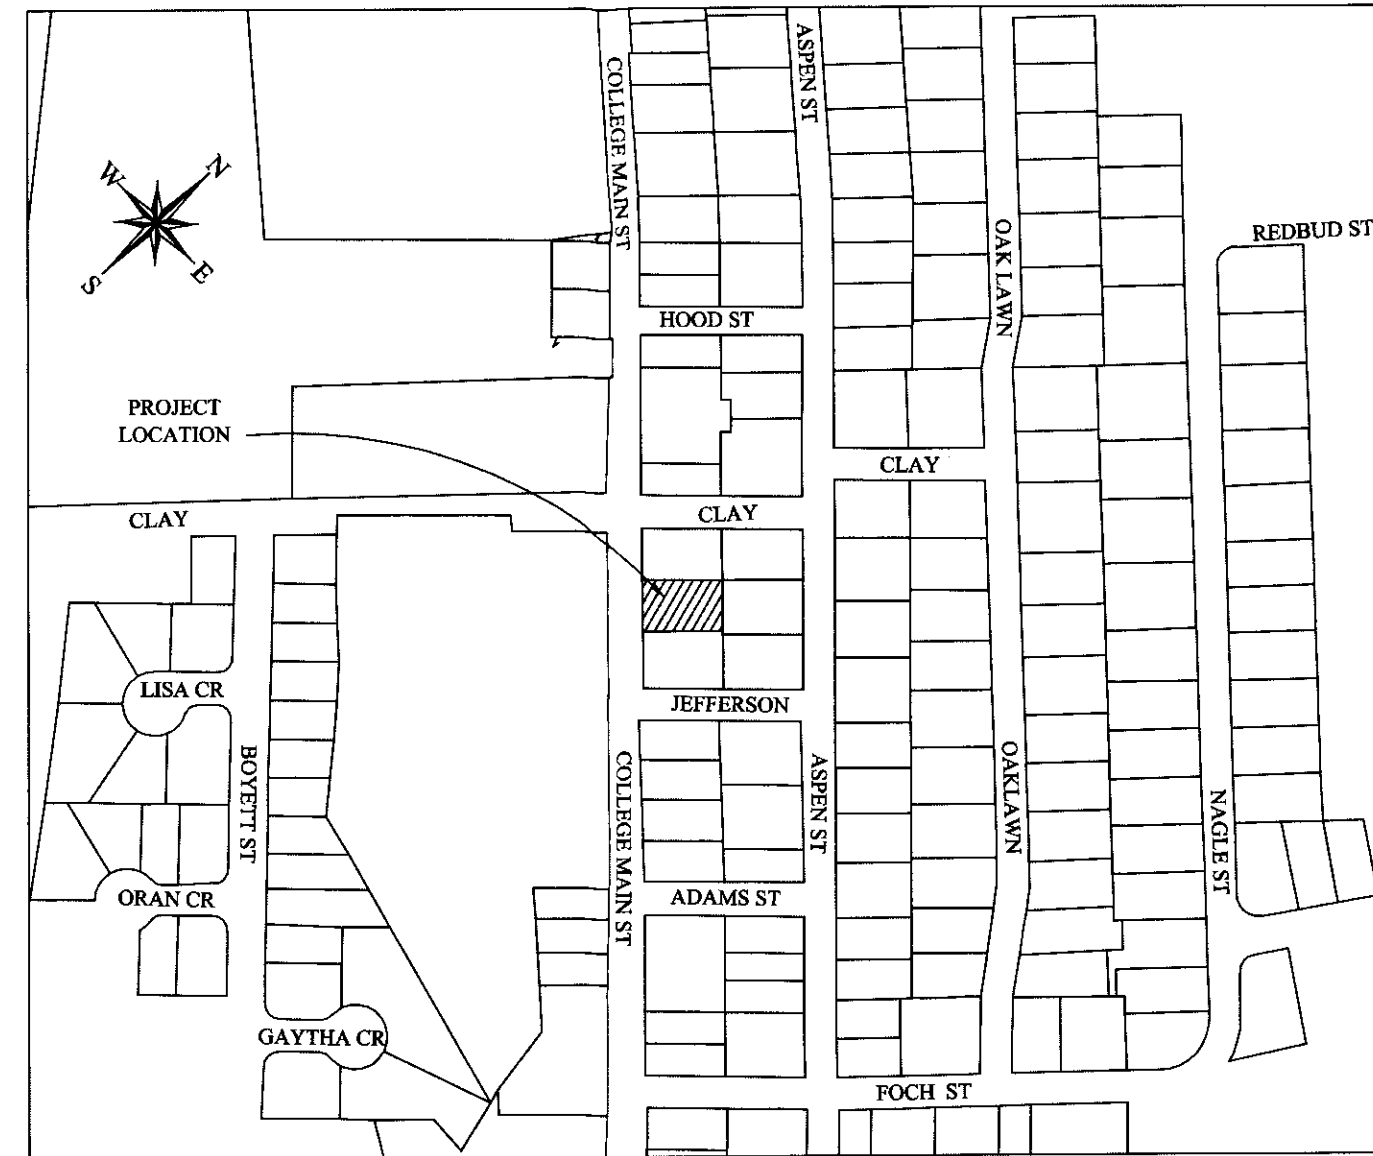 COLLEGE MAIN ST
ASPEN ST
W
N
S
E
OAK LAWN
REDBUD ST
HOOD ST
PROJECT
LOCATION
CLAY
CLAY
CLAY
LISA CR
JEFFERSON
BOYETT ST
COLLEGE MAIN ST
ASPEN ST
OAKLAWN
NAGLE ST
ORAN CR
ADAMS ST
GAYTHA CR
FOCH ST